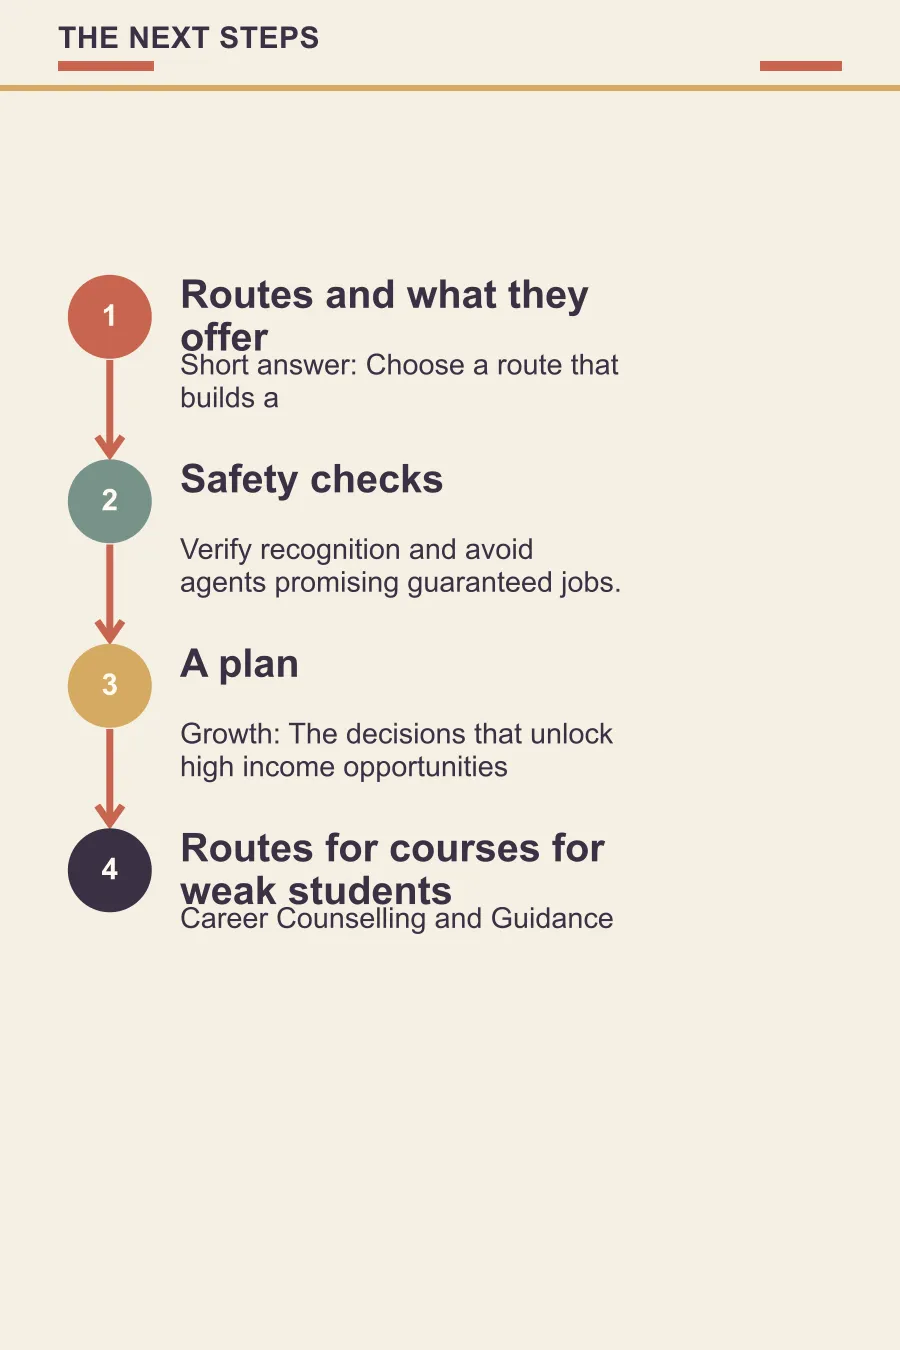 THE NEXT STEPS
1
Routes and what they
offer
Short answer: Choose a route that
builds a
2
Safety checks
Verify recognition and avoid
agents promising guaranteed jobs.
3
A plan
Growth: The decisions that unlock
high income opportunities
4
Routes for courses for
weak students
Career Counselling and Guidance